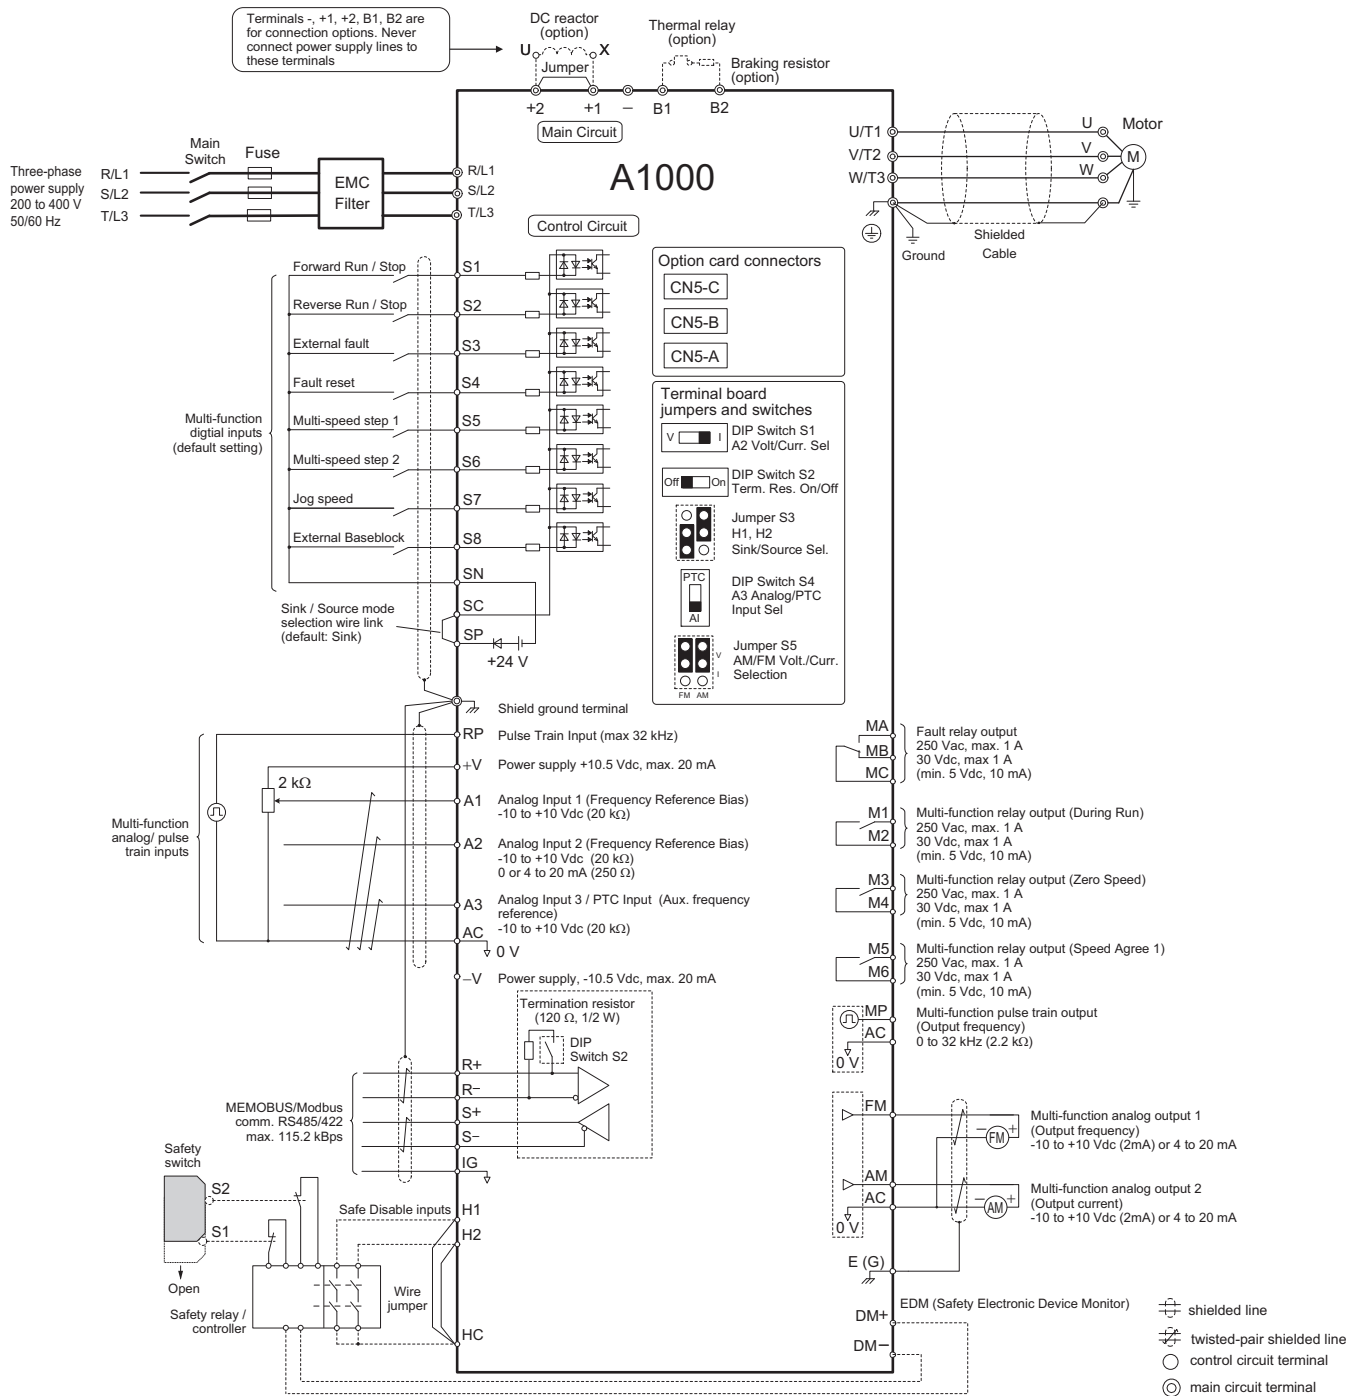 Terminals -, +1, +2, B1, B2 are
for connection options. Never
connect power supply lines to
these terminals
DC reactor
(option)
U X
Jumper
Thermal relay
(option)
Braking resistor
(option)
+2 +1 − B1 B2
Main Circuit
A1000
Three-phase
power supply
200 to 400 V
50/60 Hz
Main
Switch
Fuse
R/L1
S/L2
T/L3
EMC
Filter
R/L1
S/L2
T/L3
U/T1
V/T2
W/T3
U
V
W
Motor
M
Ground
Shielded
Cable
Control Circuit
Multi-function
digtial inputs
(default setting)
Forward Run / Stop S1
Reverse Run / Stop S2
External fault S3
Fault reset S4
Multi-speed step 1 S5
Multi-speed step 2 S6
Jog speed S7
External Baseblock S8
SN
SC
SP
+24 V
Sink / Source mode
selection wire link
(default: Sink)
Option card connectors
CN5-C
CN5-B
CN5-A
Terminal board
jumpers and switches
V I
DIP Switch S1
A2 Volt/Curr. Sel
Off On
DIP Switch S2
Term. Res. On/Off
Jumper S3
H1, H2
Sink/Source Sel.
PTC
AI
DIP Switch S4
A3 Analog/PTC
Input Sel
V
I
FM AM
Jumper S5
AM/FM Volt./Curr.
Selection
Shield ground terminal
Multi-function
analog/ pulse
train inputs
2 kΩ
RP Pulse Train Input (max 32 kHz)
+V Power supply +10.5 Vdc, max. 20 mA
A1 Analog Input 1 (Frequency Reference Bias)
-10 to +10 Vdc (20 kΩ)
A2 Analog Input 2 (Frequency Reference Bias)
-10 to +10 Vdc (20 kΩ)
0 or 4 to 20 mA (250 Ω)
A3 Analog Input 3 / PTC Input (Aux. frequency
reference)
-10 to +10 Vdc (20 kΩ)
AC
0 V
−V Power supply, -10.5 Vdc, max. 20 mA
Termination resistor
(120 Ω, 1/2 W)
DIP
Switch S2
MEMOBUS/Modbus
comm. RS485/422
max. 115.2 kBps
R+
R−
S+
S−
IG
Safety
switch
S2
S1
Open
Safety relay /
controller
Safe Disable inputs
H1
H2
Wire
jumper
HC
MA
MB
MC
Fault relay output
250 Vac, max. 1 A
30 Vdc, max 1 A
(min. 5 Vdc, 10 mA)
M1
M2
Multi-function relay output (During Run)
250 Vac, max. 1 A
30 Vdc, max 1 A
(min. 5 Vdc, 10 mA)
M3
M4
Multi-function relay output (Zero Speed)
250 Vac, max. 1 A
30 Vdc, max 1 A
(min. 5 Vdc, 10 mA)
M5
M6
Multi-function relay output (Speed Agree 1)
250 Vac, max. 1 A
30 Vdc, max 1 A
(min. 5 Vdc, 10 mA)
MP
AC
0 V
Multi-function pulse train output
(Output frequency)
0 to 32 kHz (2.2 kΩ)
FM
− FM +
Multi-function analog output 1
(Output frequency)
-10 to +10 Vdc (2mA) or 4 to 20 mA
AM
AC
0 V
− AM +
Multi-function analog output 2
(Output current)
-10 to +10 Vdc (2mA) or 4 to 20 mA
E (G)
EDM (Safety Electronic Device Monitor)
DM+
DM−
shielded line
twisted-pair shielded line
control circuit terminal
main circuit terminal